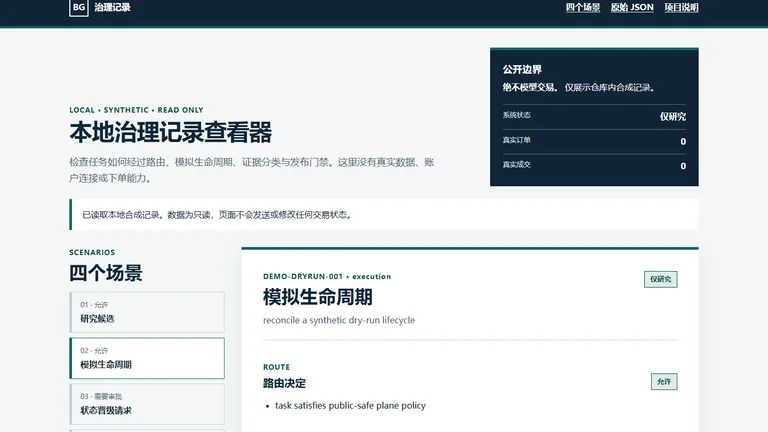 BG 治理记录 四个场景 原始 JSON 项目说明
公开边界
绝不模型交易。 仅展示仓库内合成记录。
系统状态 仅研究
真实订单 0
真实成交 0
LOCAL • SYNTHETIC • READ ONLY
本地治理记录查看器
检查任务如何经过路由、模拟生命周期、证据分类与发布门禁。这里没有真实数据、账
户连接或下单能力。
已读取本地合成记录。数据为只读，页面不会发送或修改任何交易状态。
SCENARIOS
四个场景
01 · 允许
研究候选
02 · 允许
模拟生命周期
03 · 需要审批
状态晋级请求
DEMO-DRYRUN-001 • execution
模拟生命周期
仅研究
reconcile a synthetic dry-run lifecycle
ROUTE
路由决定
允许
• task satisfies public-safe plane policy